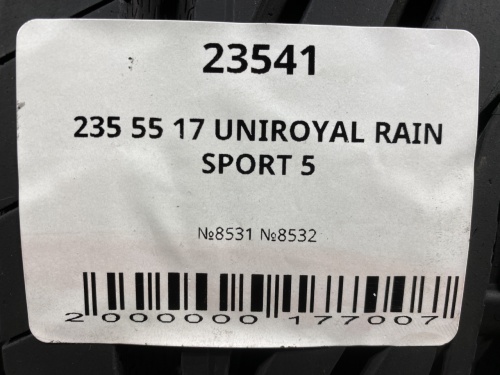 23541
235 55 17 UNIROYAL RAIN
SPORT 5
№8531 №8532
2 000000 177007